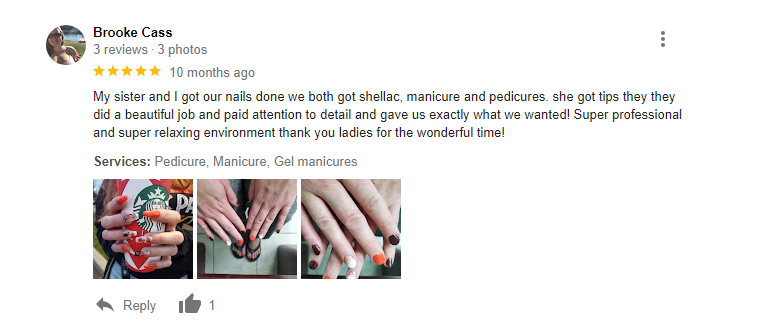 Brooke Cass
3 reviews · 3 photos
10 months ago
My sister and I got our nails done we both got shellac, manicure and pedicures. she got tips they they
did a beautiful job and paid attention to detail and gave us exactly what we wanted! Super professional
and super relaxing environment thank you ladies for the wonderful time!
Services: Pedicure, Manicure, Gel manicures
Reply
1